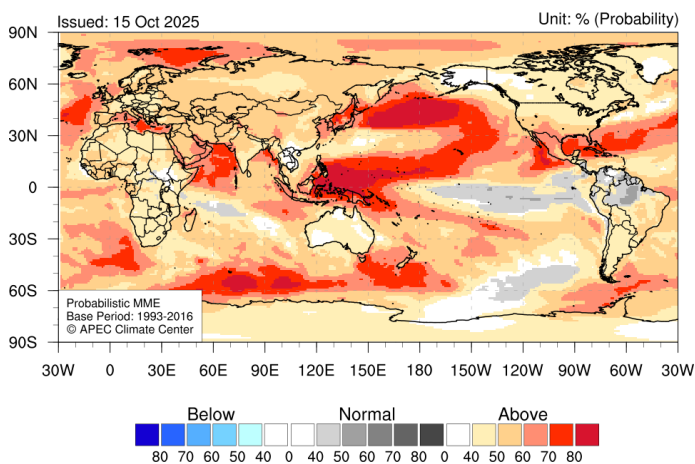 Issued: 15 Oct 2025
Unit: % (Probability)
90N
60N
30N
0
30S
60S
90S
Probabilistic MME
Base Period: 1993-2016
© APEC Climate Center
30W 0 30E 60E 90E 120E 150E 180 150W 120W 90W 60W 30W
Below Normal Above
80 70 60 50 40 0 40 50 60 70 80 0 40 50 60 70 80